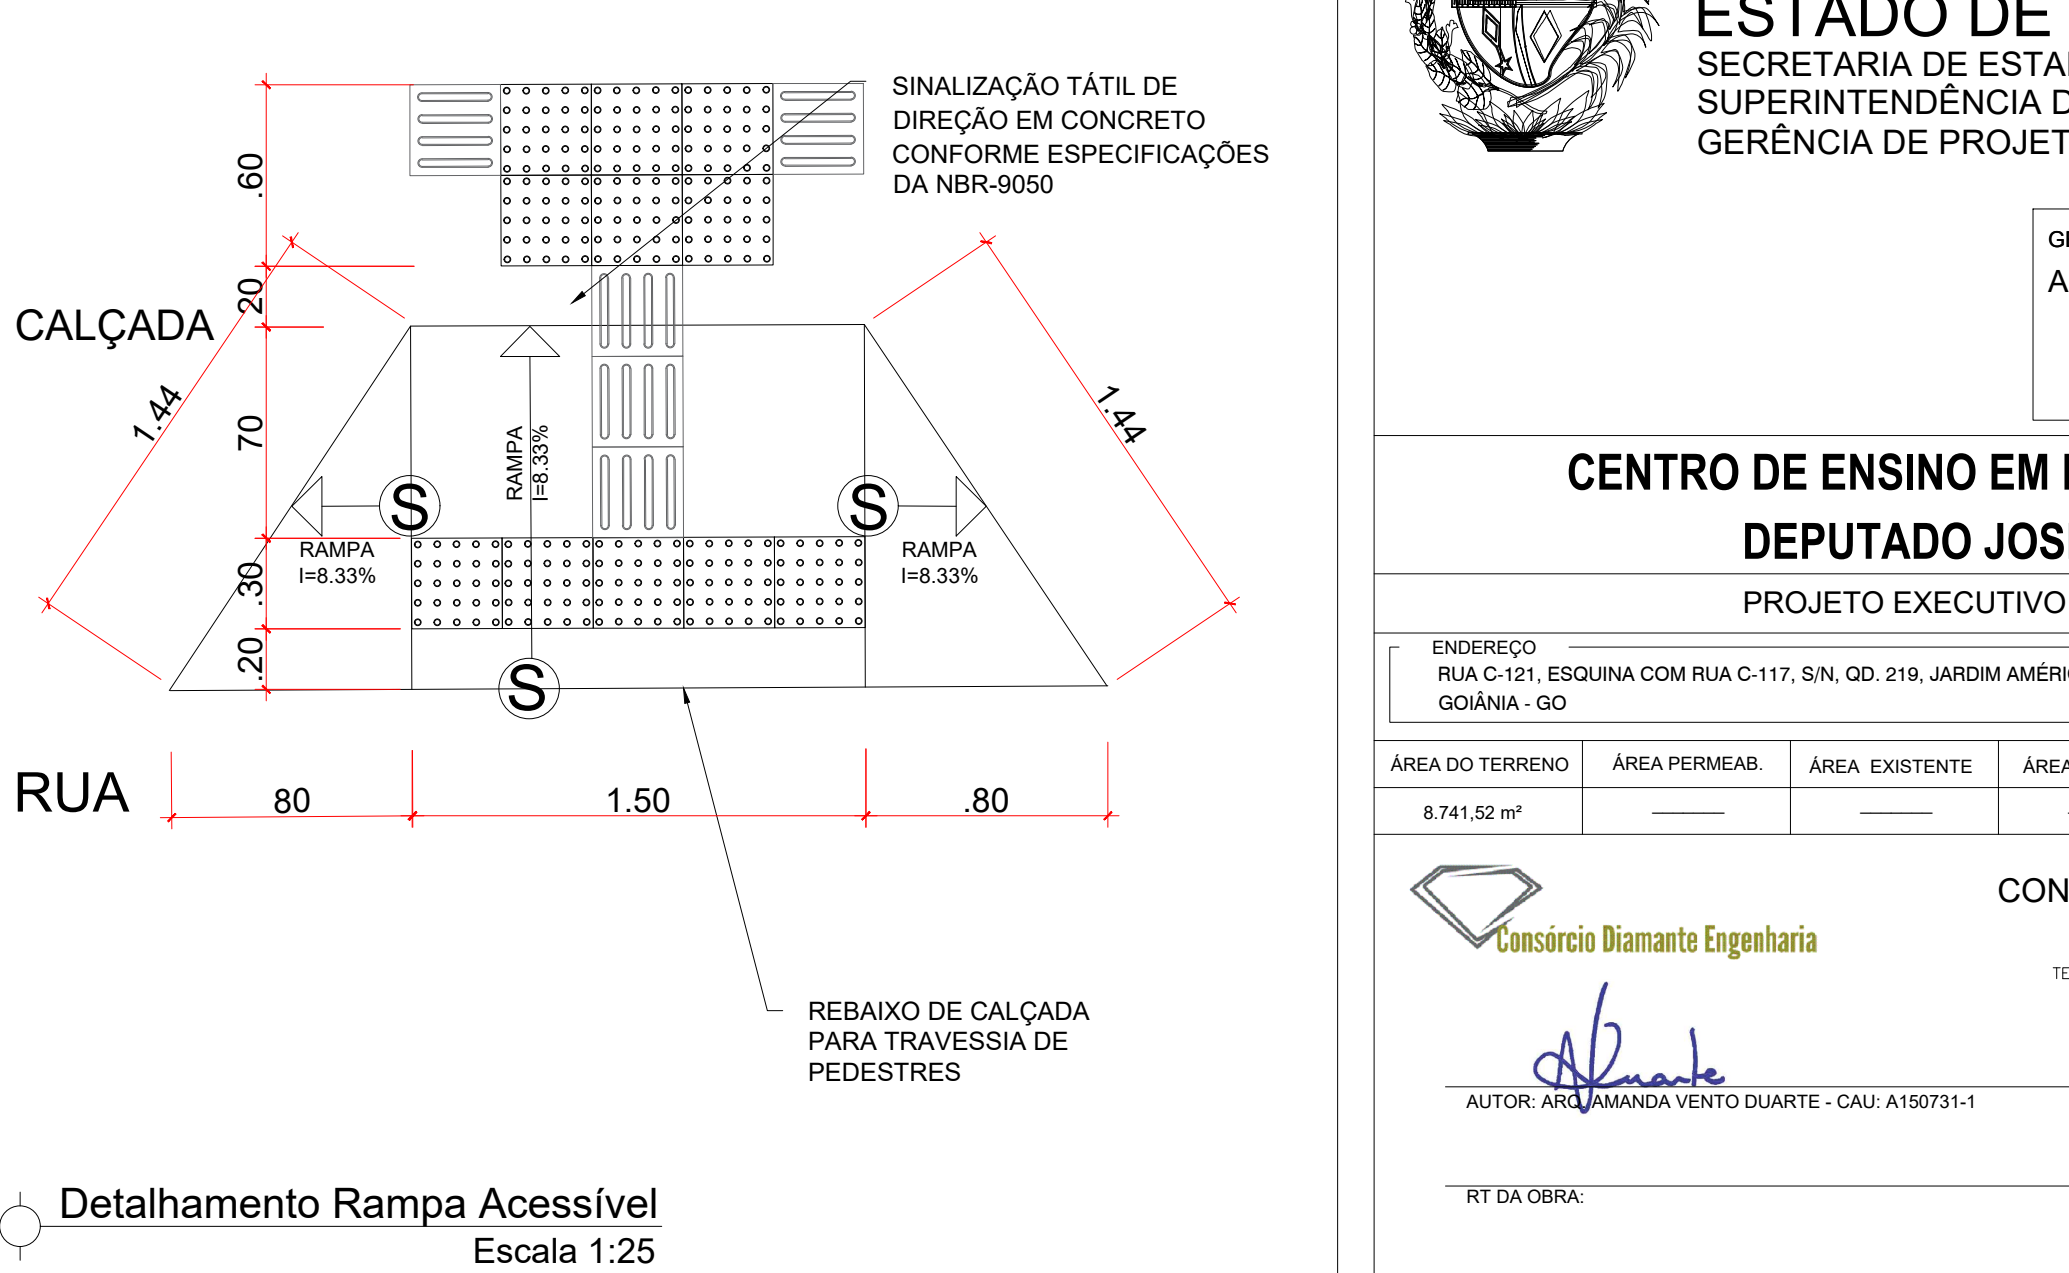 SINALIZAÇÃO TÁTIL DE
DIREÇÃO EM CONCRETO
CONFORME ESPECIFICAÇÕES
DA NBR-9050
.60
20
CALÇADA
1.44
70
.30
.20
RAMPA
I=8.33%
S
S
S
RAMPA
I=8.33%
RAMPA
I=8.33%
1.44
RUA
80
1.50
.80
REBAIXO DE CALÇADA
PARA TRAVESSIA DE
PEDESTRES
Detalhamento Rampa Acessível
Escala 1:25
ESTADO DE
SECRETARIA DE ESTA
SUPERINTENDÊNCIA D
GERÊNCIA DE PROJET
A
CENTRO DE ENSINO EM
DEPUTADO JOS
PROJETO EXECUTIVO
ENDEREÇO
RUA C-121, ESQUINA COM RUA C-117, S/N, QD. 219, JARDIM AMÉRI
GOIÂNIA - GO
ÁREA DO TERRENO ÁREA PERMEAB. ÁREA EXISTENTE ÁREA
8.741,52 m²
Consórcio Diamante Engenharia
CON
TE
AUTOR: ARQ. AMANDA VENTO DUARTE - CAU: A150731-1
RT DA OBRA: